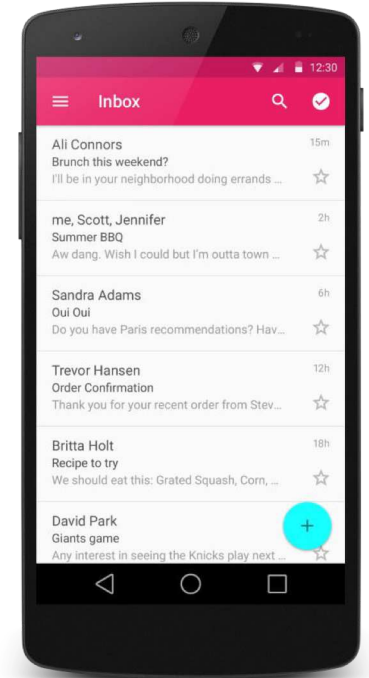 12:30
Inbox
Ali Connors 15m
Brunch this weekend?
I'll be in your neighborhood doing errands ...
me, Scott, Jennifer 2h
Summer BBQ
Aw dang. Wish I could but I'm outta town ...
Sandra Adams 6h
Oui Oui
Do you have Paris recommendations? Hav...
Trevor Hansen 12h
Order Confirmation
Thank you for your recent order from Stev...
Britta Holt 18h
Recipe to try
We should eat this: Grated Squash, Corn, ...
David Park
Giants game
Any interest in seeing the Knicks play next ...